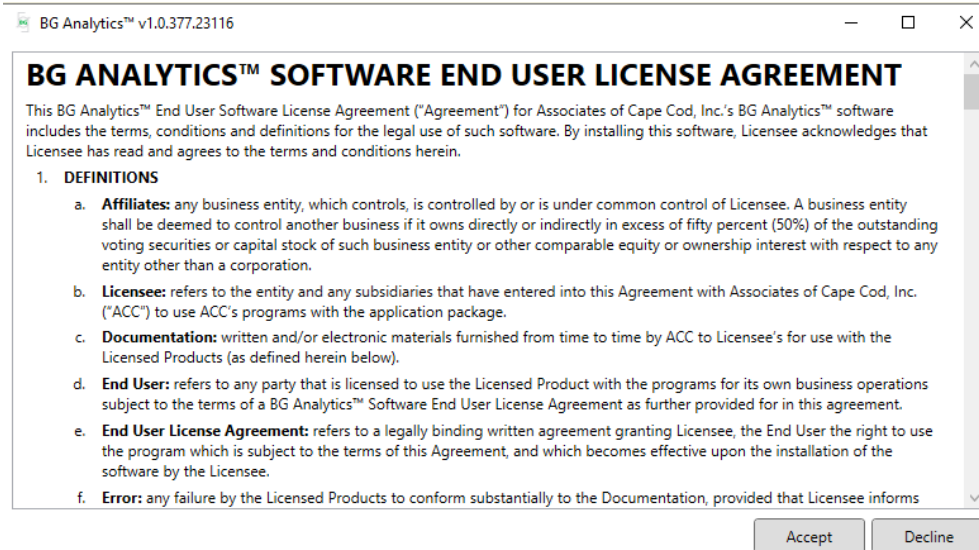 BG Analytics™ v1.0.377.23116
BG ANALYTICS™ SOFTWARE END USER LICENSE AGREEMENT
This BG Analytics™ End User Software License Agreement (“Agreement”) for Associates of Cape Cod, Inc.’s BG Analytics™ software
includes the terms, conditions and definitions for the legal use of such software. By installing this software, Licensee acknowledges that
Licensee has read and agrees to the terms and conditions herein.
1. DEFINITIONS
a. Affiliates: any business entity, which controls, is controlled by or is under common control of Licensee. A business entity
shall be deemed to control another business if it owns directly or indirectly in excess of fifty percent (50%) of the outstanding
voting securities or capital stock of such business entity or other comparable equity or ownership interest with respect to any
entity other than a corporation.
b. Licensee: refers to the entity and any subsidiaries that have entered into this Agreement with Associates of Cape Cod, Inc.
(“ACC”) to use ACC’s programs with the application package.
c. Documentation: written and/or electronic materials furnished from time to time by ACC to Licensee’s for use with the
Licensed Products (as defined herein below).
d. End User: refers to any party that is licensed to use the Licensed Product with the programs for its own business operations
subject to the terms of a BG Analytics™ Software End User License Agreement as further provided for in this agreement.
e. End User License Agreement: refers to a legally binding written agreement granting Licensee, the End User the right to use
the program which is subject to the terms of this Agreement, and which becomes effective upon the installation of the
software by the Licensee.
f. Error: any failure by the Licensed Products to conform substantially to the Documentation, provided that Licensee informs
Accept
Decline